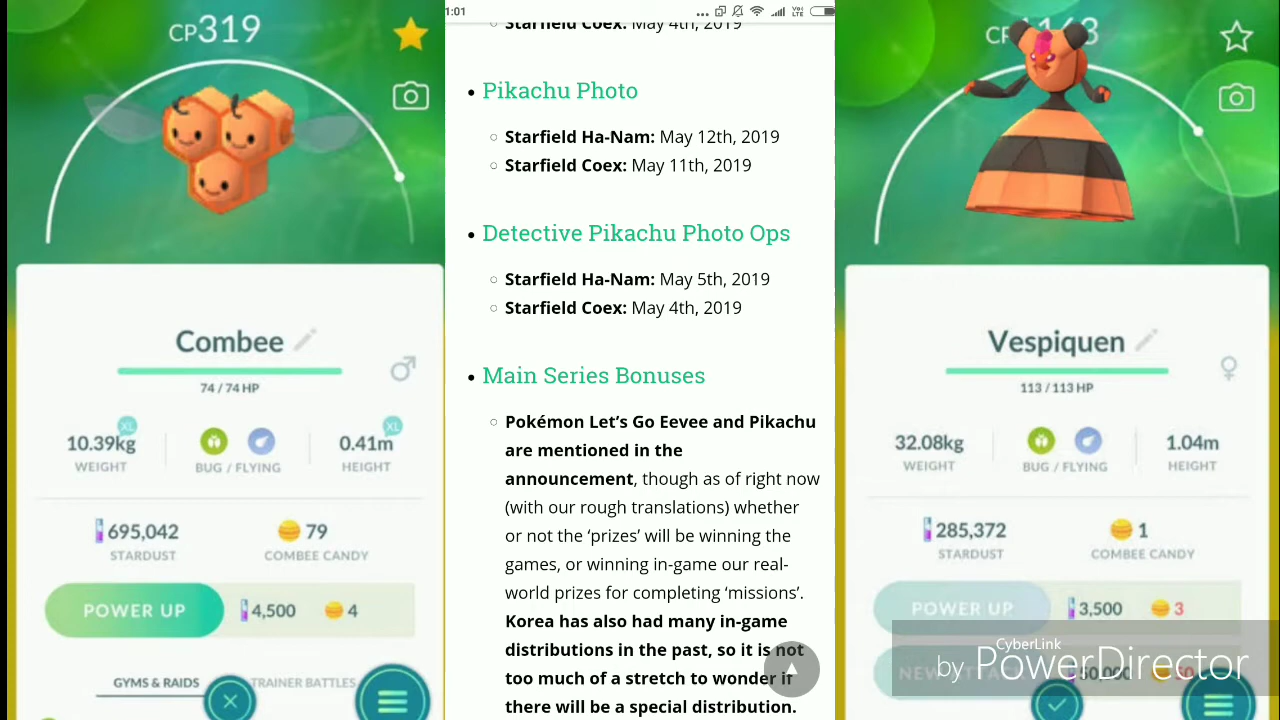 CP319
Combee
74 / 74 HP
XL
XL
10.39kg
WEIGHT
BUG / FLYING
0.41m
HEIGHT
695,042
STARDUST
79
COMBEE CANDY
POWER UP
4,500
4
GYMS & RAIDS
TRAINER BATTLES
1:01
VoLTE
Starfield Coex: May 4th, 2019
Pikachu Photo
Starfield Ha-Nam: May 12th, 2019
Starfield Coex: May 11th, 2019
Detective Pikachu Photo Ops
Starfield Ha-Nam: May 5th, 2019
Starfield Coex: May 4th, 2019
Main Series Bonuses
Pokémon Let’s Go Eevee and Pikachu
are mentioned in the
announcement, though as of right now
(with our rough translations) whether
or not the ‘prizes’ will be winning the
games, or winning in-game our real-
world prizes for completing ‘missions’.
Korea has also had many in-game
distributions in the past, so it is not
too much of a stretch to wonder if
there will be a special distribution.
CP
Vespiquen
113 / 113 HP
32.08kg
WEIGHT
BUG / FLYING
1.04m
HEIGHT
285,372
STARDUST
1
COMBEE CANDY
POWER UP
3,500
3
CyberLink
by PowerDirector